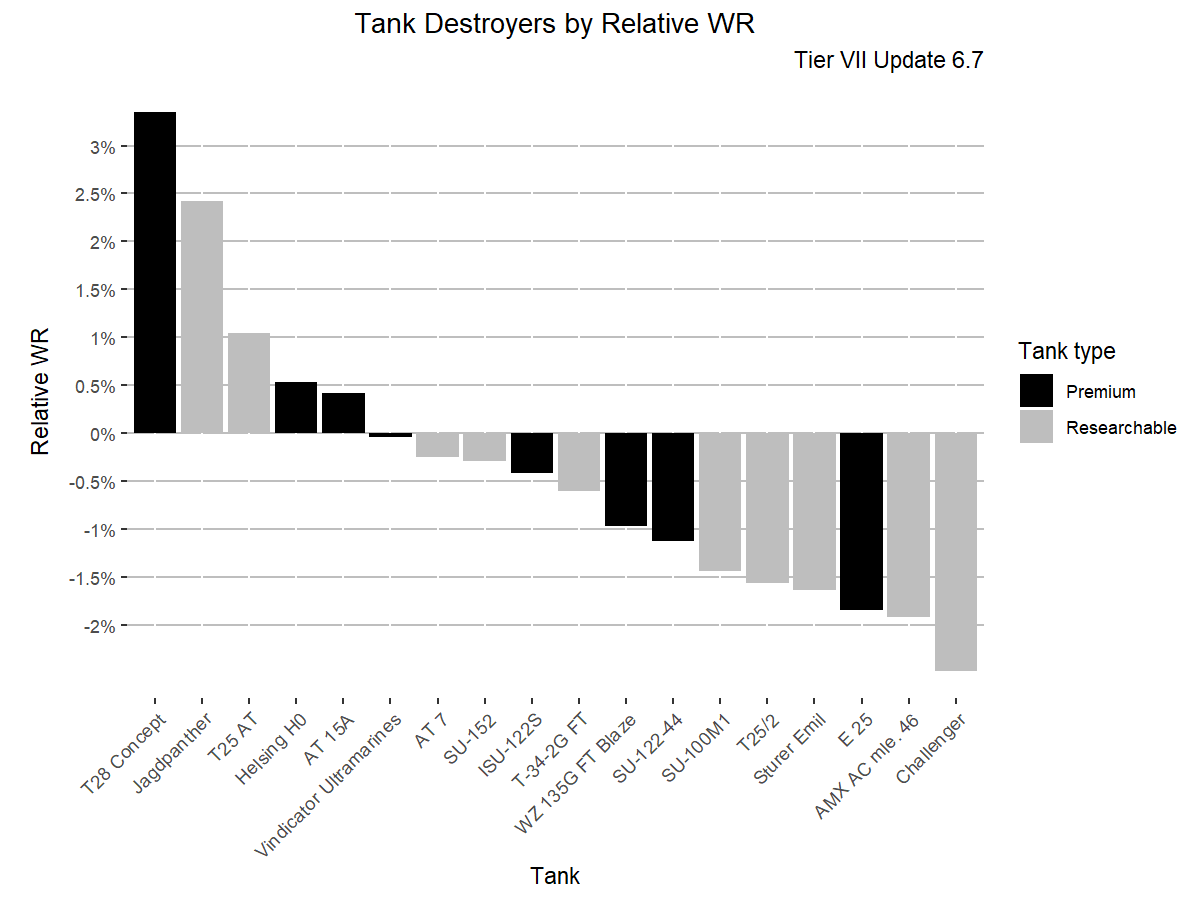 Tank Destroyers by Relative WR
Tier VII Update 6.7
3%
2.5%
2%
1.5%
1%
0.5%
0%
-0.5%
-1%
-1.5%
-2%
Relative WR
T28 Concept
Jagdpanther
T25 AT
Helsing H0
AT 15A
Vindicator Ultramarines
AT 7
SU-152
ISU-122S
T-34-2G FT
WZ 135G FT Blaze
SU-122-44
SU-100M1
T25/2
Sturer Emil
E 25
AMX AC mle. 46
Challenger
Tank
Tank type
Premium
Researchable